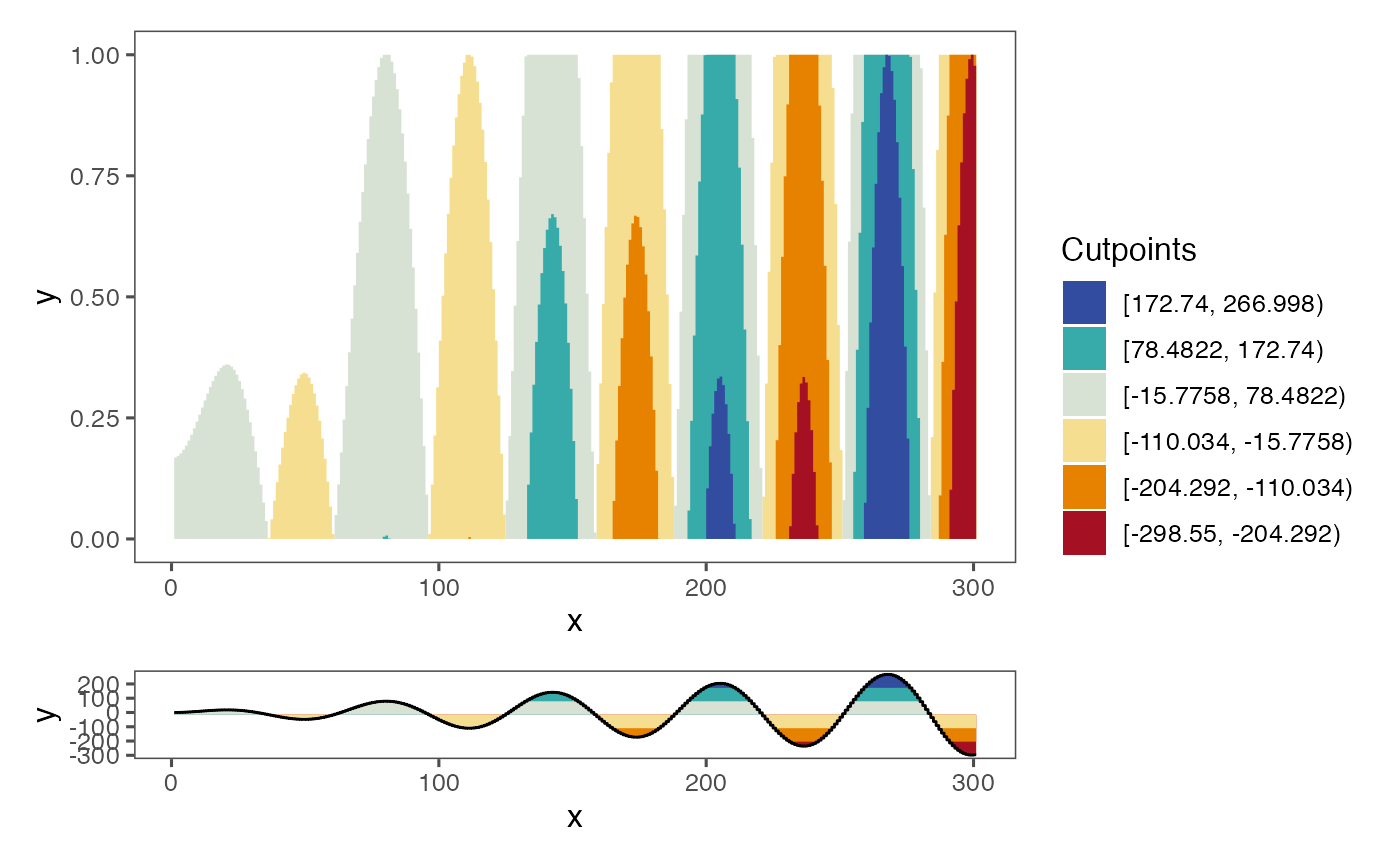 1.00
0.75
0.50
0.25
0.00
y
0 100 200 300
x
Cutpoints
[172.74, 266.998)
[78.4822, 172.74)
[-15.7758, 78.4822)
[-110.034, -15.7758)
[-204.292, -110.034)
[-298.55, -204.292)
200
100
0
-100
-200
-300
y
0 100 200 300
x